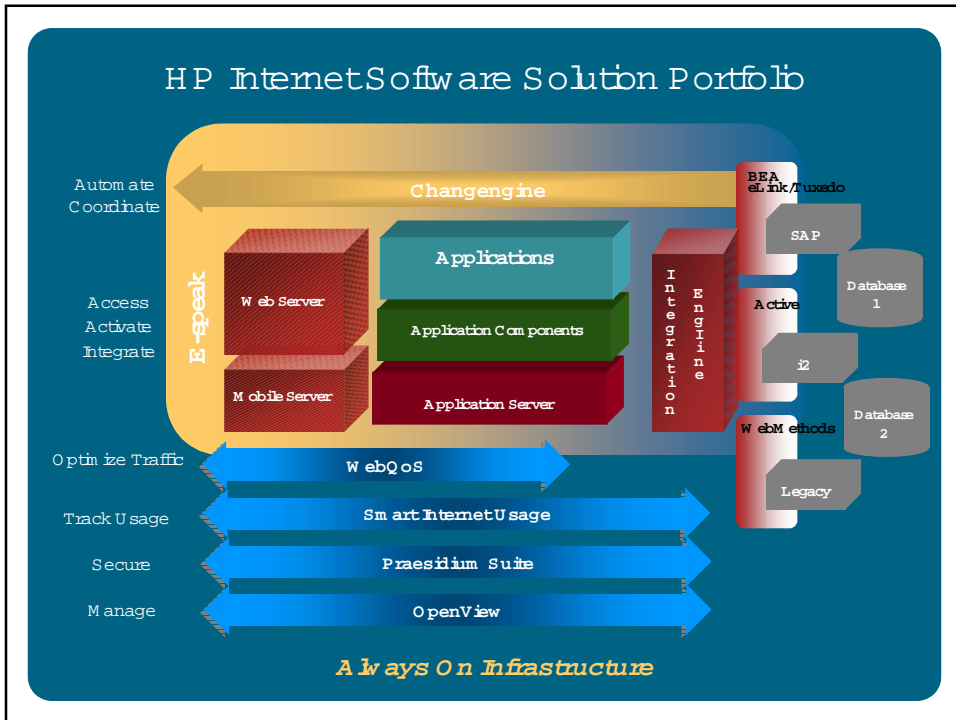 HP Internet Software Solution Portfolio
Automate
Coordinate
Changengine
BEA
eLink/Tuxedo
SAP
Database
1
E-speak
Access
Activate
Integrate
Web Server
Mobile Server
Applications
Application Components
Application Server
Integration
EngIine
Active
i2
Database
2
WebMethods
Legacy
Optimize Traffic
WebQoS
Track Usage
Smart Internet Usage
Secure
Praesidium Suite
Manage
OpenView
Always On Infrastructure